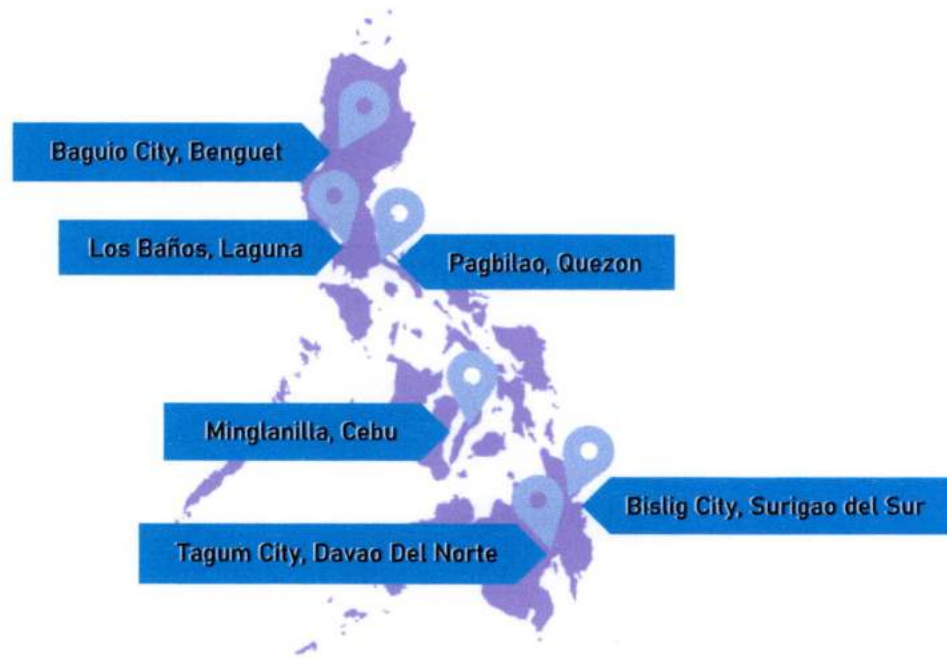 Baguio City, Benguet
Los Baños, Laguna
Pagbilao, Quezon
Minglanilla, Cebu
Bislig City, Surigao del Sur
Tagum City, Davao Del Norte